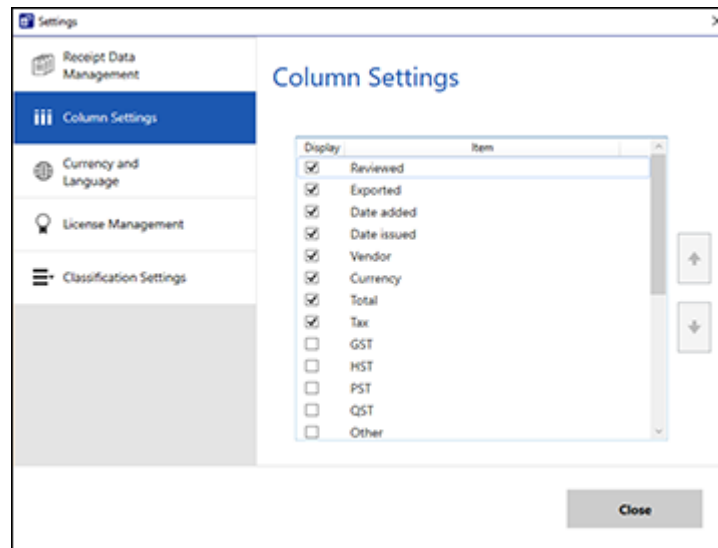 Settings
Receipt Data
Management
Column Settings
Currency and
Language
License Management
Classification Settings
Column Settings
Display Item
Reviewed
Exported
Date added
Date issued
Vendor
Currency
Total
Tax
GST
HST
PST
QST
Other
Close